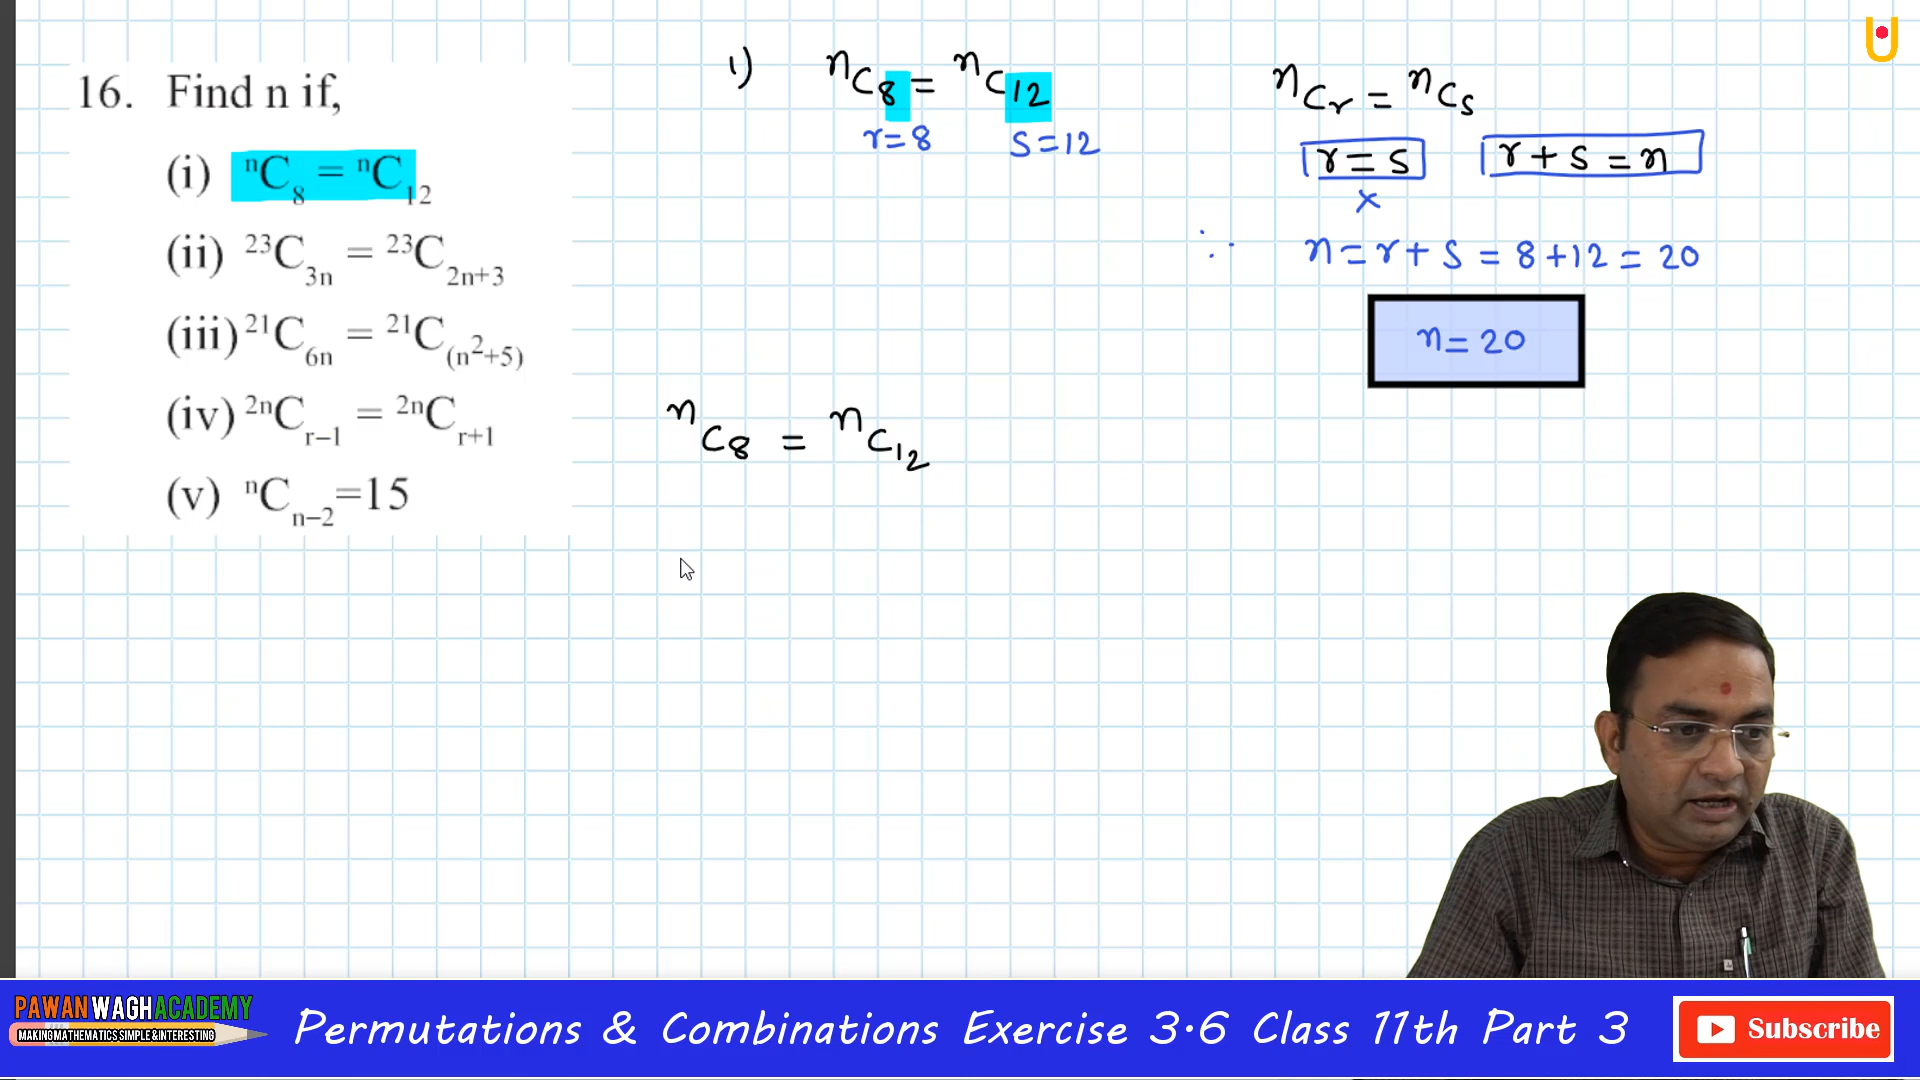 16. Find n if,
(i) ⁿC₈ = ⁿC₁₂
(ii) ²³C₃ₙ = ²³C₂ₙ₊₃
(iii) ²¹C₆ₙ = ²¹C₍ₙ²₊₅₎
(iv) ²ⁿCᵣ₋₁ = ²ⁿCᵣ₊₁
(v) ⁿCₙ₋₂=15
1) ⁿC₈ = ⁿC₁₂
r=8 s=12
ⁿCᵣ = ⁿCₛ
r = s r + s = n
×
∵ n = r + s = 8 + 12 = 20
n = 20
ⁿC₈ = ⁿC₁₂
PAWAN WAGH ACADEMY
MAKING MATHEMATICS SIMPLE & INTERESTING
Permutations & Combinations Exercise 3.6 Class 11th Part 3
Subscribe